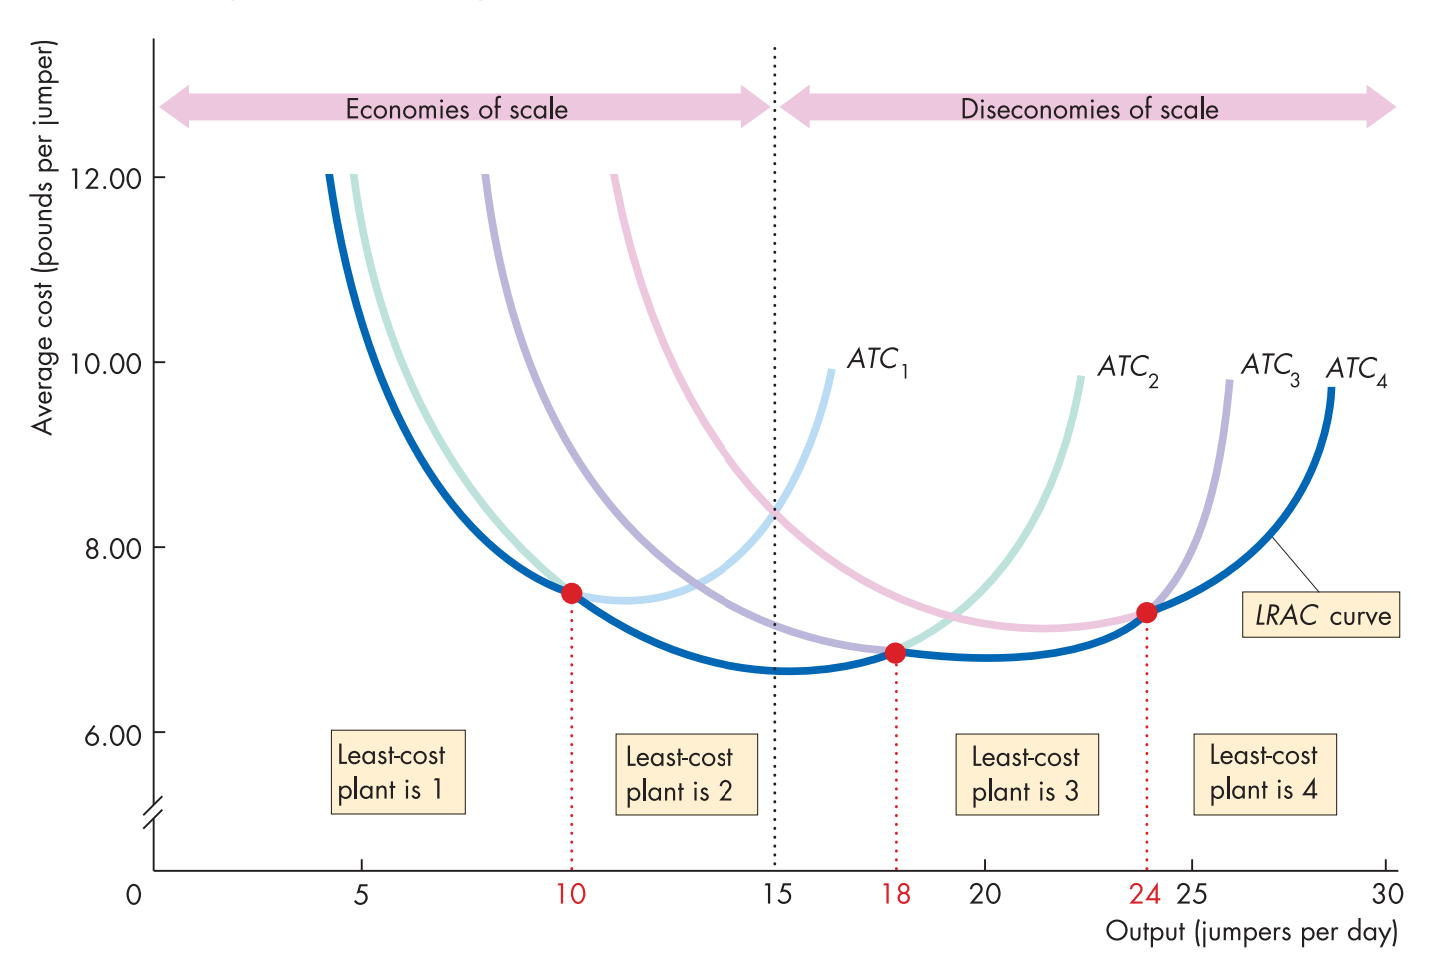 Average cost (pounds per jumper)
Economies of scale
Diseconomies of scale
12.00
10.00
8.00
6.00
ATC1
ATC2
ATC3
ATC4
LRAC curve
Least-cost
plant is 1
Least-cost
plant is 2
Least-cost
plant is 3
Least-cost
plant is 4
0
5
10
15
18
20
24
25
30
Output (jumpers per day)